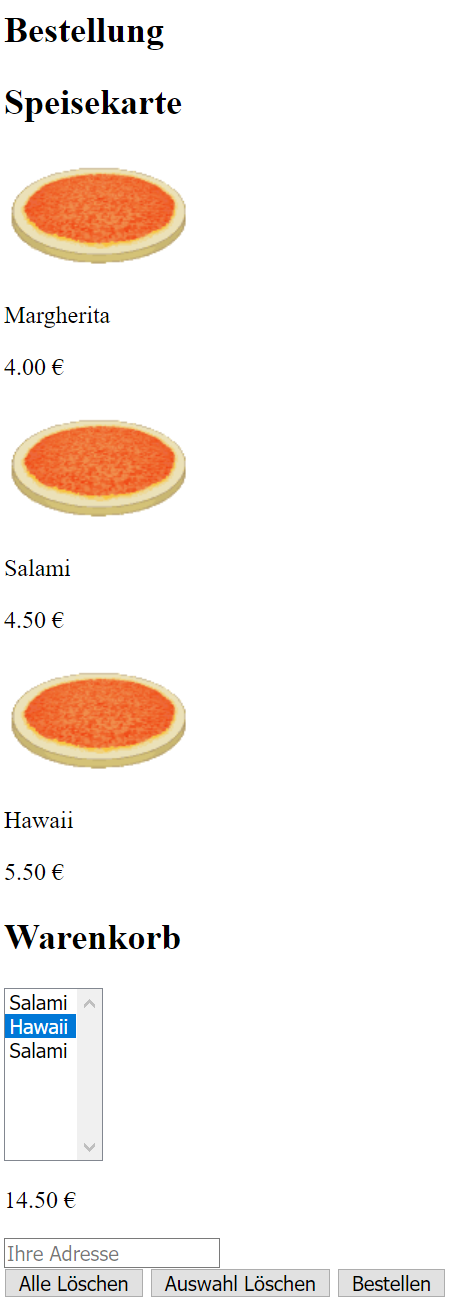 Bestellung
Speisekarte
Margherita
4.00 €
Salami
4.50 €
Hawaii
5.50 €
Warenkorb
Salami
Hawaii
Salami
14.50 €
Ihre Adresse
Alle Löschen Auswahl Löschen Bestellen